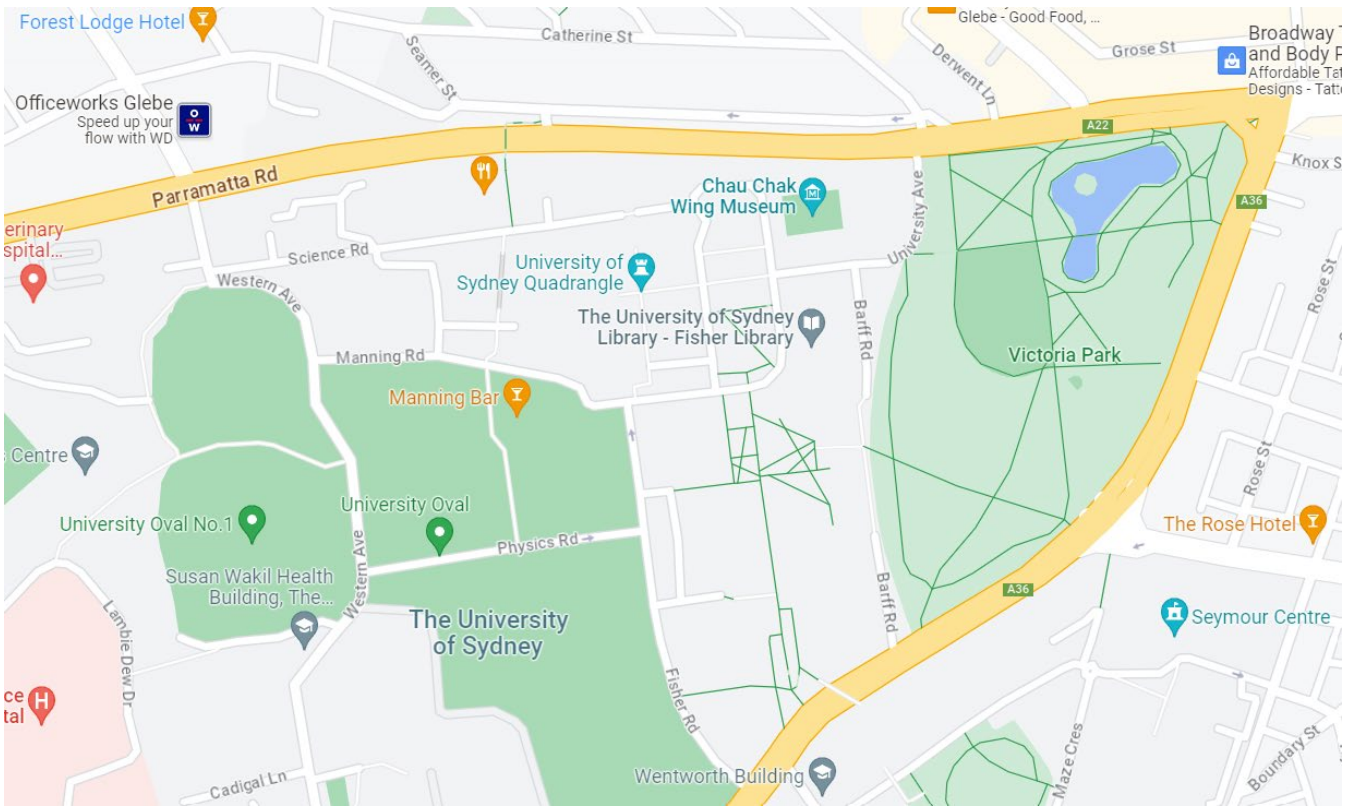 Forest Lodge Hotel
Catherine St
Glebe - Good Food, ...
Grose St
Broadway
and Body
Affordable
Designs -
Seamer St
Derwent Ln
Officeworks Glebe
Speed up your
flow with WD
O
W
A22
Knox
Parramatta Rd
Chau Chak
Wing Museum
University Ave
A36
Science Rd
University of
Sydney Quadrangle
Western Ave
Rose St
The University of Sydney
Library - Fisher Library
Barff Rd
Manning Rd
Victoria Park
Manning Bar
Centre
Rose St
University Oval
University Oval No.1
The Rose Hotel
Physics Rd
Western Ave
Susan Wakil Health
Building, The...
Barff Rd
A36
Lambie Dew Dr
The University
of Sydney
Seymour Centre
Fisher Rd
H
Maze Cres
Boundary St
Wentworth Building
Cadigal Ln